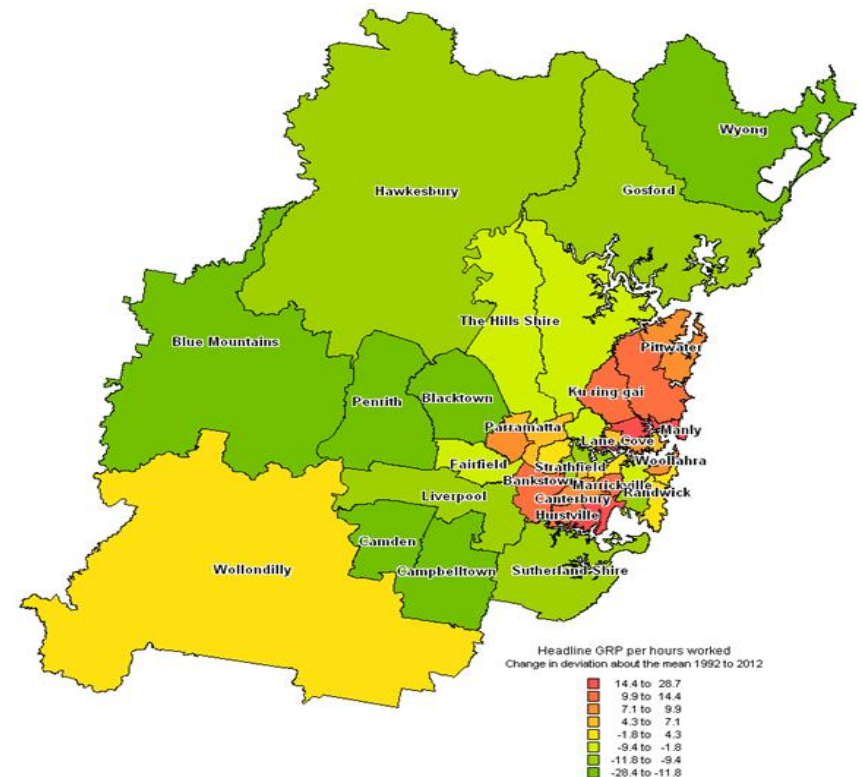 Wyong
Hawkesbury
Gosford
The Hills Shire
Blue Mountains
Pittwater
Ku-ring-gai
Penrith
Blacktown
Parramatta
Manly
Lane Cove
Fairfield
Strathfield
Woollahra
Bankstown
Marrickville
Randwick
Liverpool
Canterbury
Hurstville
Camden
Wollondilly
Campbelltown
Sutherland-Shire
Headline GRP per hours worked
Change in deviation about the mean 1992 to 2012
14.4 to 28.7
9.9 to 14.4
7.1 to 9.9
4.3 to 7.1
-1.8 to 4.3
-9.4 to -1.8
-11.8 to -9.4
-28.4 to -11.8